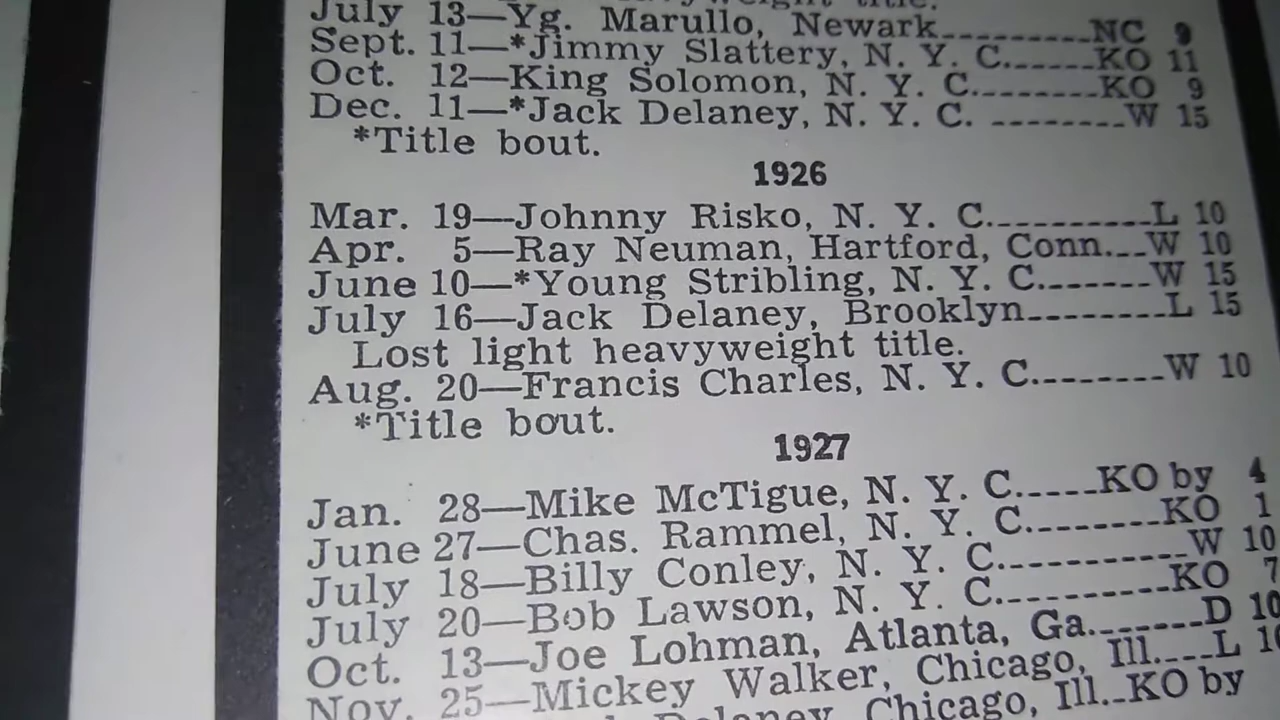 title.
July 13—Yg. Marullo, Newark---------NC 9
Sept. 11—*Jimmy Slattery, N. Y. C.-----KO 11
Oct. 12—King Solomon, N. Y. C.--------KO 9
Dec. 11—*Jack Delaney, N. Y. C. --------W 15
*Title bout.
1926
Mar. 19—Johnny Risko, N. Y. C.----------L 10
Apr. 5—Ray Neuman, Hartford, Conn.--W 10
June 10—*Young Stribling, N. Y. C.-------W 15
July 16—Jack Delaney, Brooklyn--------L 15
Lost light heavyweight title.
Aug. 20—Francis Charles, N. Y. C.--------W 10
*Title bout.
1927
Jan. 28—Mike McTigue, N. Y. C.-----KO by 4
June 27—Chas. Rammel, N. Y. C.--------KO 1
July 18—Billy Conley, N. Y. C.-----------W 10
July 20—Bob Lawson, N. Y. C.----------KO 7
Oct. 13—Joe Lohman, Atlanta, Ga.-------D 10
Nov. 25—Mickey Walker, Chicago, Ill.----L
Delaney, Chicago, Ill.--KO by